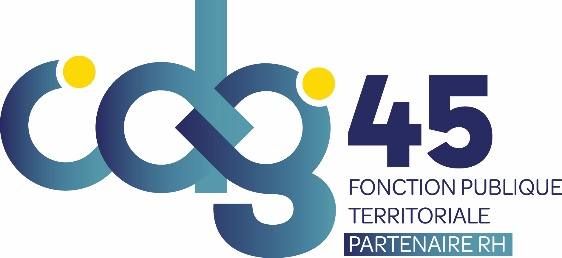 cdg 45
FONCTION PUBLIQUE
TERRITORIALE
PARTENAIRE RH